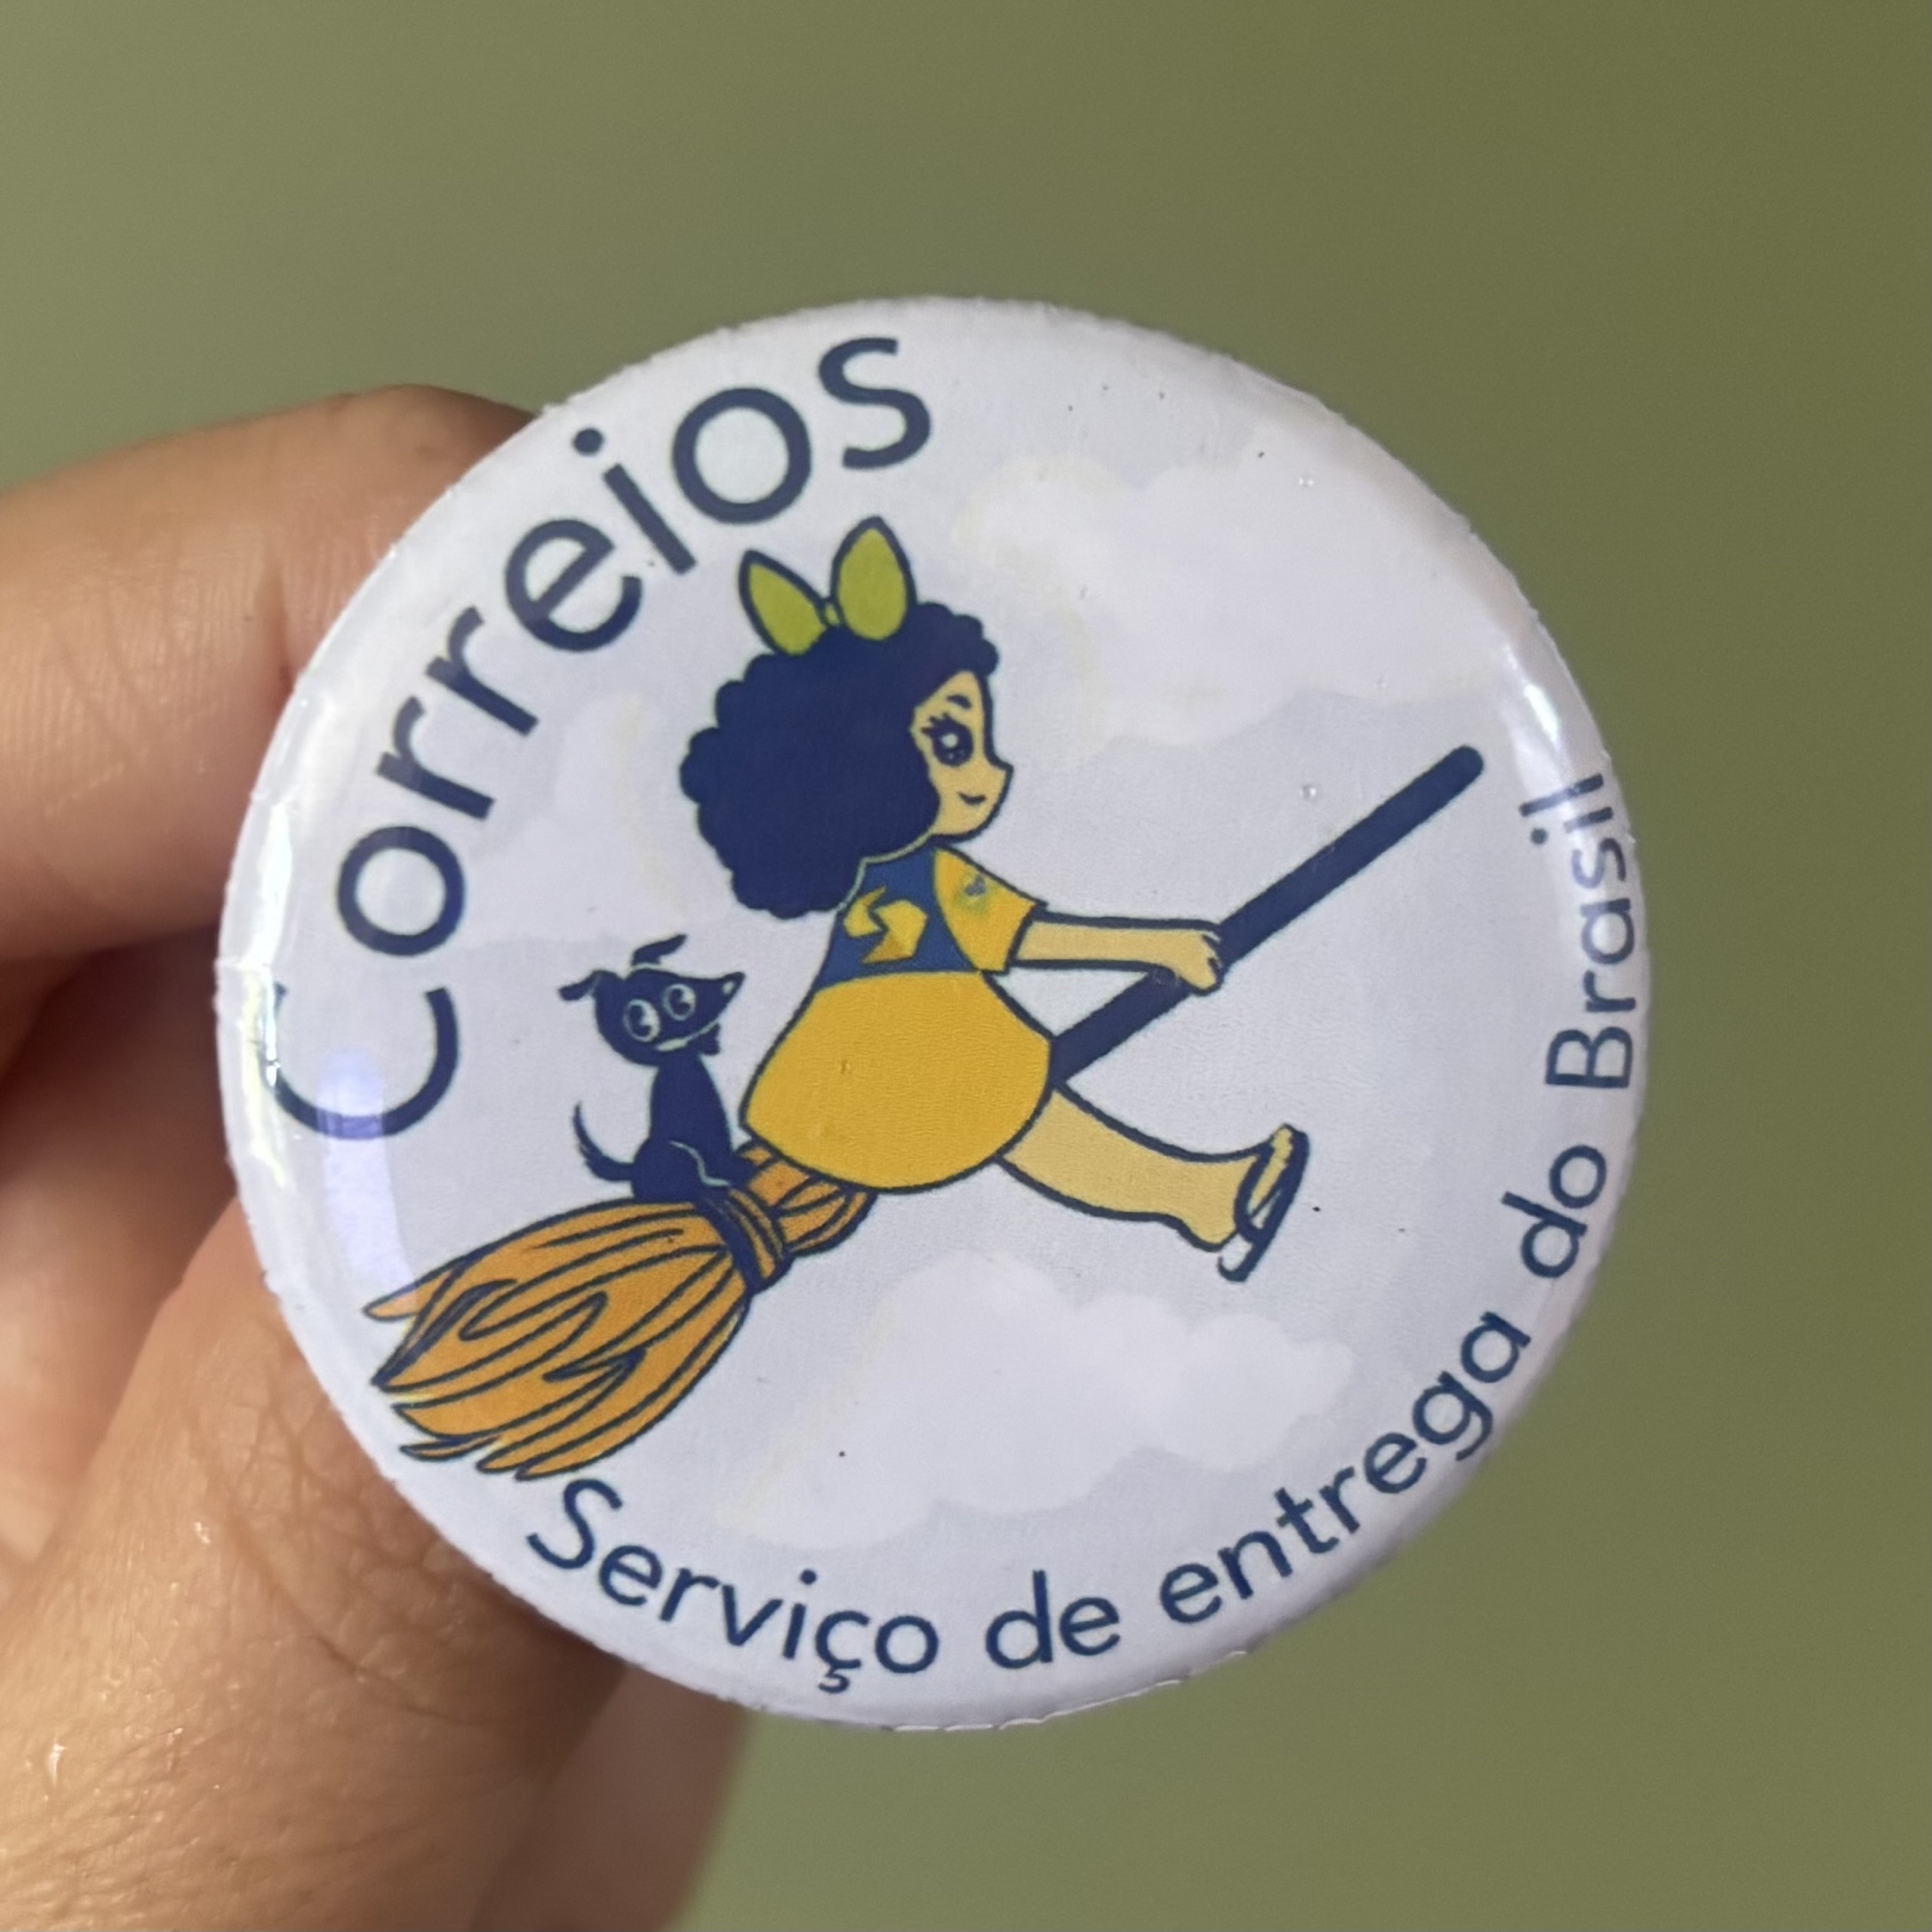 Correios
Serviço de entrega do Brasil